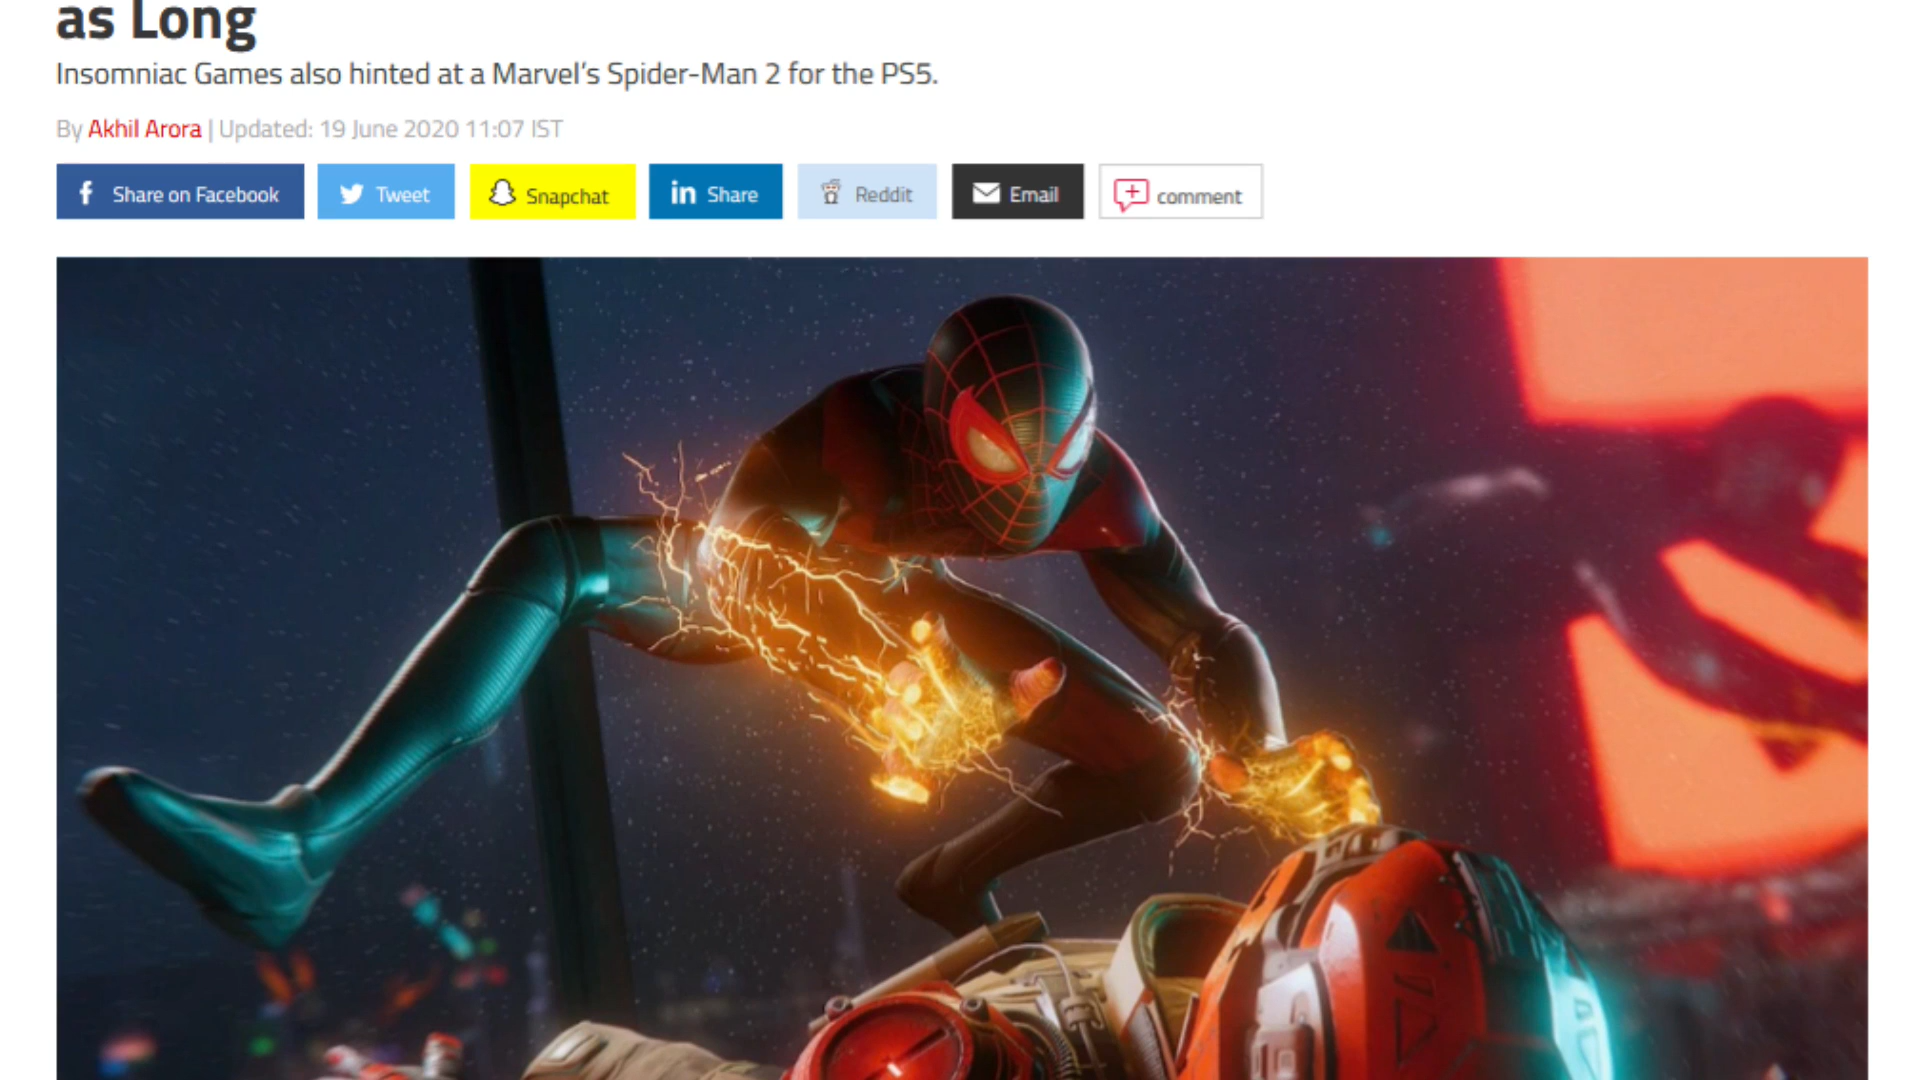 as Long
Insomniac Games also hinted at a Marvel's Spider-Man 2 for the PS5.
By Akhil Arora | Updated: 19 June 2020 11:07 IST
Share on Facebook Tweet Snapchat Share Reddit Email comment